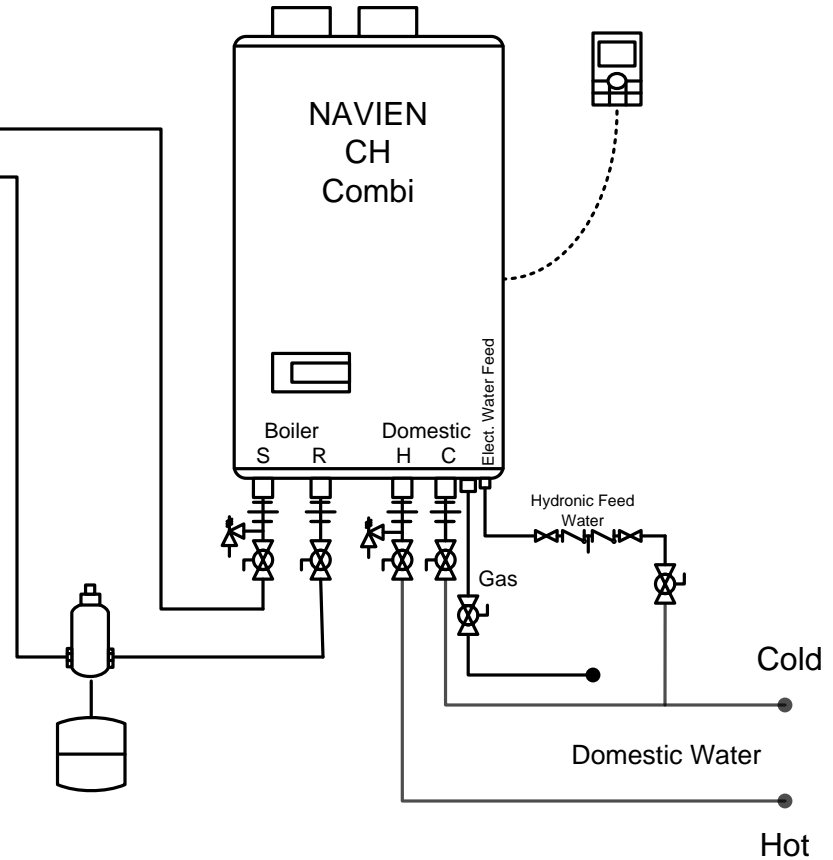 NAVIEN
CH
Combi
Elect. Water Feed
Boiler
Domestic
S
R
H
C
Hydronic Feed
Water
Gas
Cold
Domestic Water
Hot